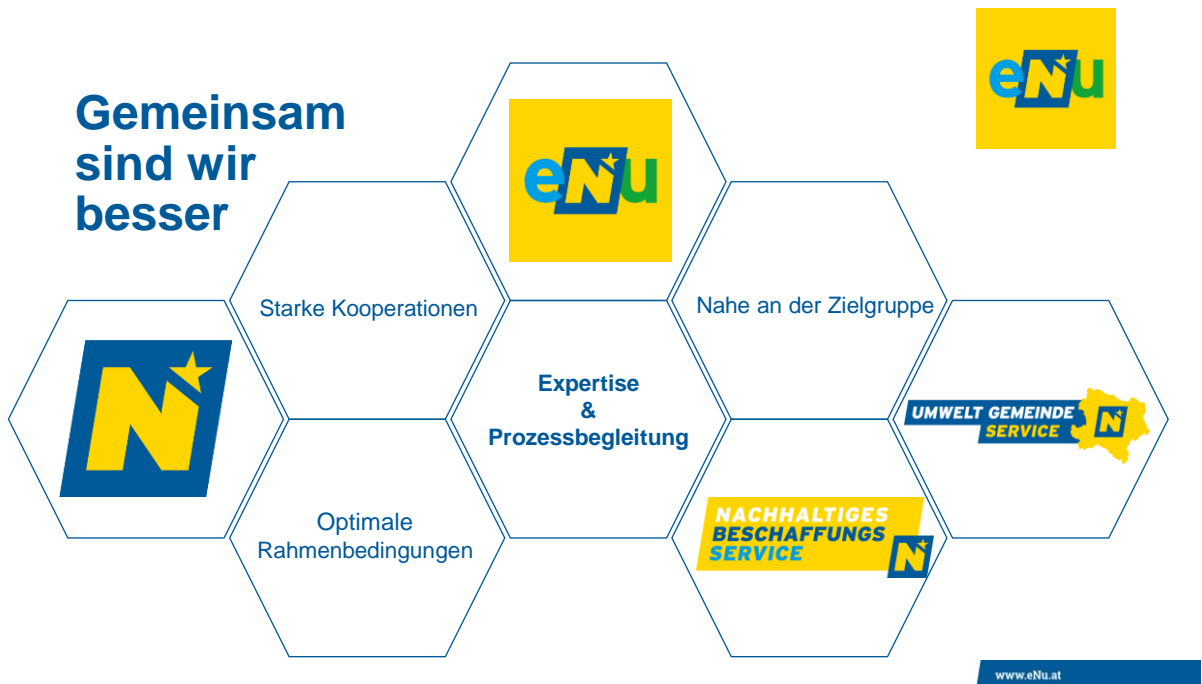 Gemeinsam
sind wir
besser
eNu
eNu
Starke Kooperationen
Nahe an der Zielgruppe
N
Expertise
&
Prozessbegleitung
UMWELT GEMEINDE
SERVICE
N
Optimale
Rahmenbedingungen
NACHHALTIGES
BESCHAFFUNGS
SERVICE
N
www.eNu.at